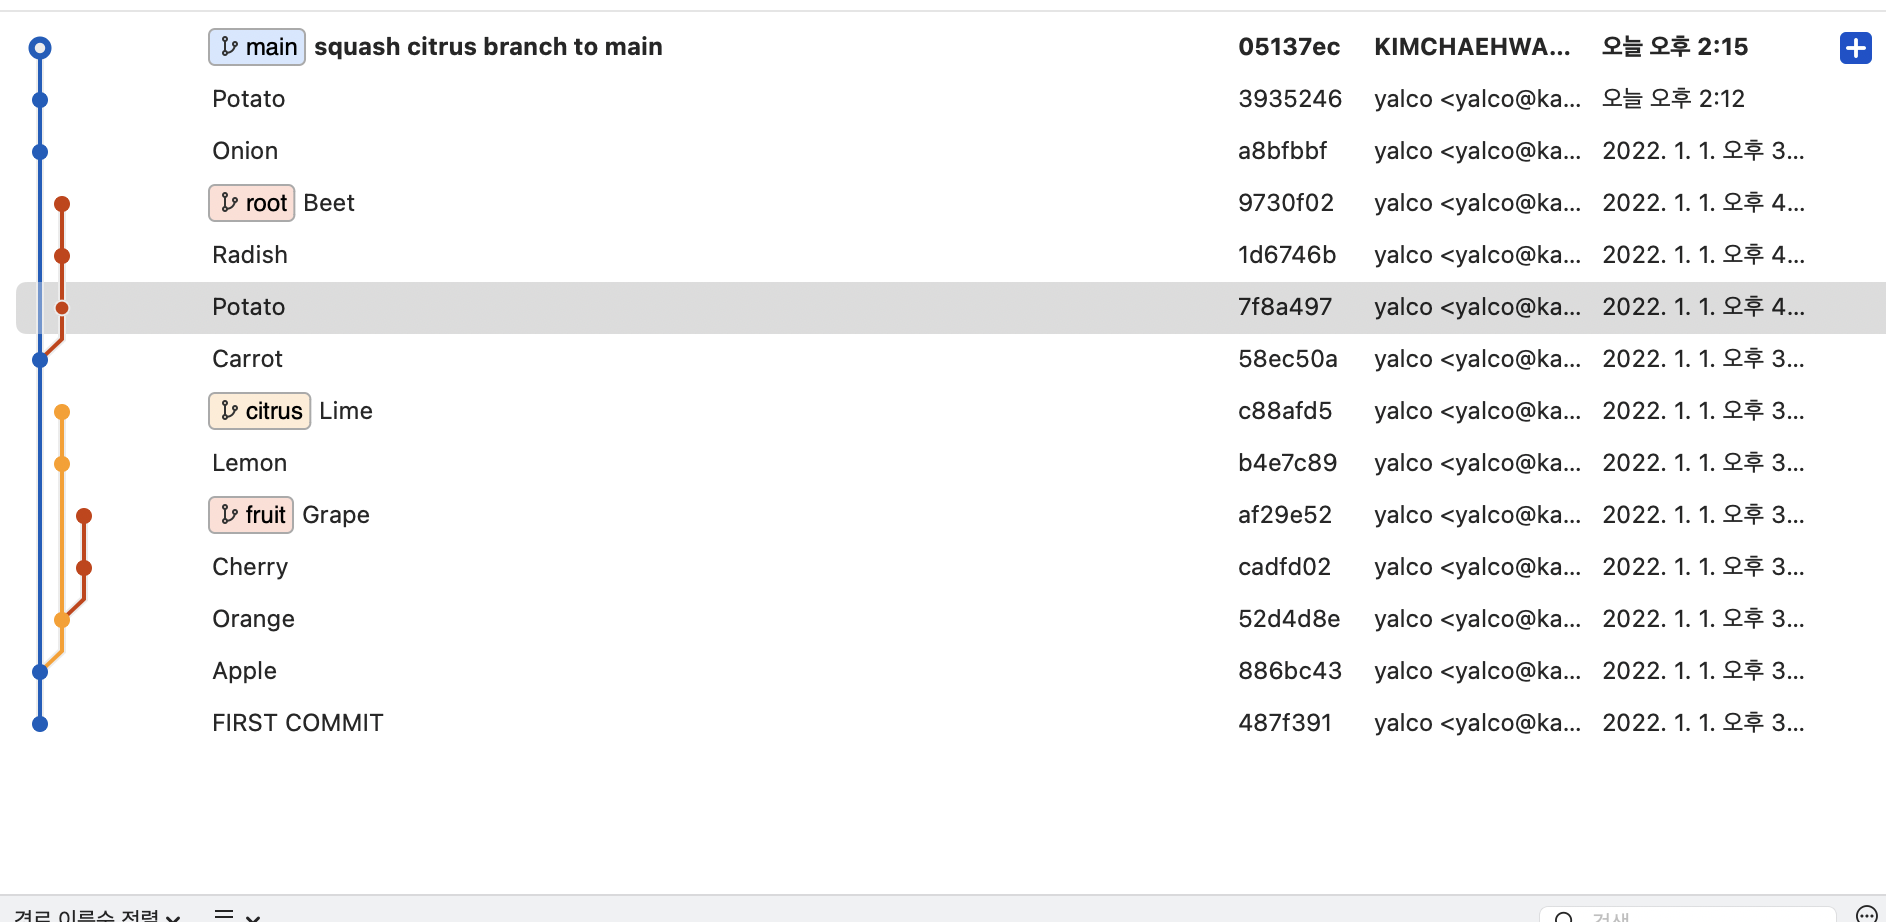 main squash citrus branch to main 05137ec KIMCHAEHWA... 오늘 오후 2:15
Potato 3935246 yalco <yalco@ka... 오늘 오후 2:12
Onion a8bfbbf yalco <yalco@ka... 2022. 1. 1. 오후 3...
root Beet 9730f02 yalco <yalco@ka... 2022. 1. 1. 오후 4...
Radish 1d6746b yalco <yalco@ka... 2022. 1. 1. 오후 4...
Potato 7f8a497 yalco <yalco@ka... 2022. 1. 1. 오후 4...
Carrot 58ec50a yalco <yalco@ka... 2022. 1. 1. 오후 3...
citrus Lime c88afd5 yalco <yalco@ka... 2022. 1. 1. 오후 3...
Lemon b4e7c89 yalco <yalco@ka... 2022. 1. 1. 오후 3...
fruit Grape af29e52 yalco <yalco@ka... 2022. 1. 1. 오후 3...
Cherry cadfd02 yalco <yalco@ka... 2022. 1. 1. 오후 3...
Orange 52d4d8e yalco <yalco@ka... 2022. 1. 1. 오후 3...
Apple 886bc43 yalco <yalco@ka... 2022. 1. 1. 오후 3...
FIRST COMMIT 487f391 yalco <yalco@ka... 2022. 1. 1. 오후 3...
경로 이름순 정렬 검색